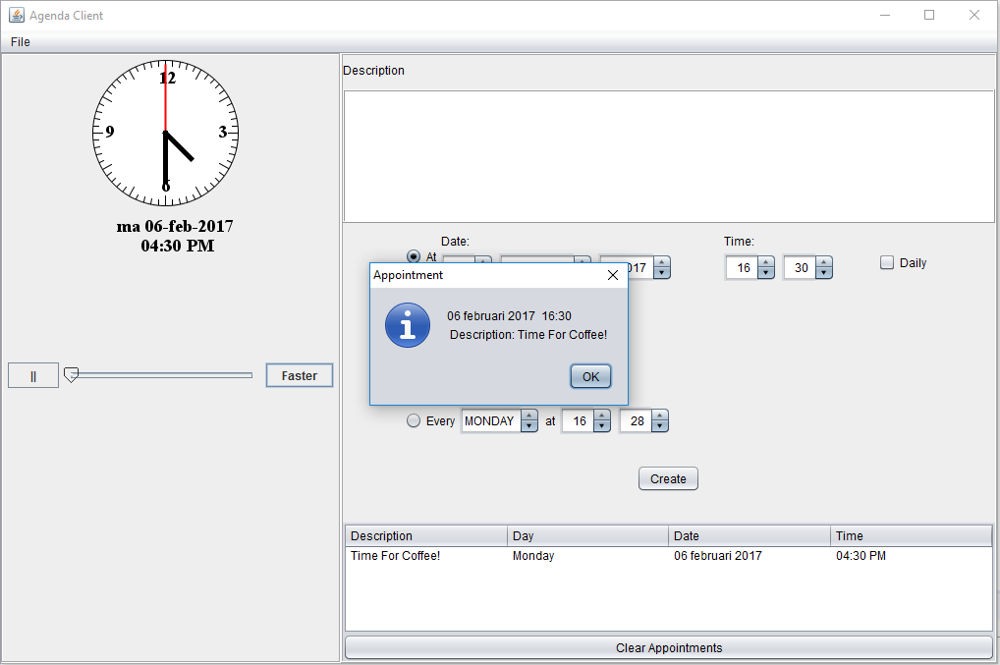 Agenda Client
File
12
9
3
6
ma 06-feb-2017
04:30 PM
||
Faster
Description
Date:
Time:
At
16
30
Daily
Appointment
06 februari 2017 16:30
Description: Time For Coffee!
OK
Every MONDAY at 16 28
Create
Description Day Date Time
Time For Coffee! Monday 06 februari 2017 04:30 PM
Clear Appointments